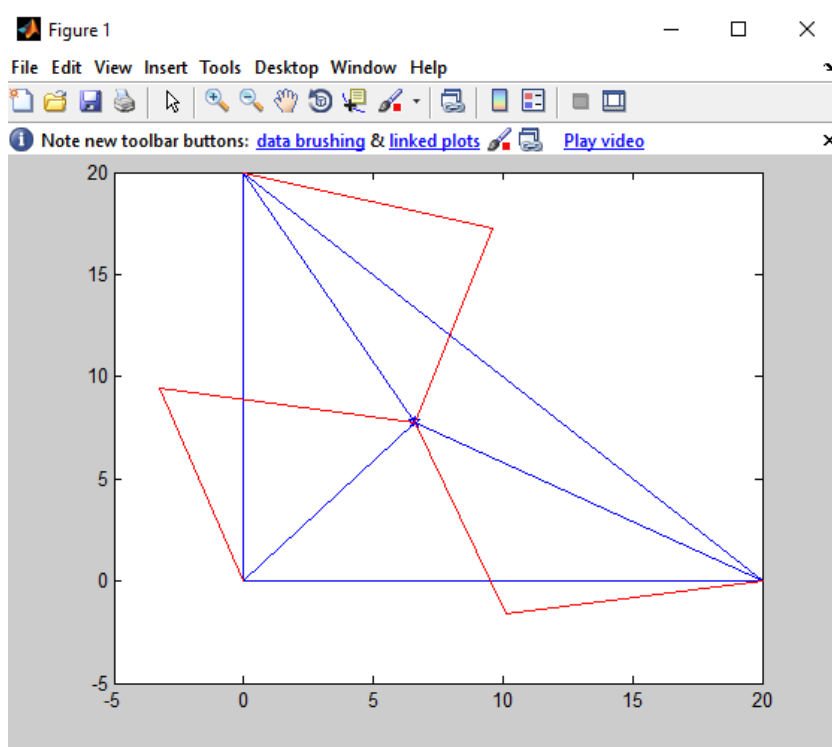 Figure 1
File Edit View Insert Tools Desktop Window Help
Note new toolbar buttons: data brushing & linked plots Play video
20
15
10
5
0
-5
-5 0 5 10 15 20